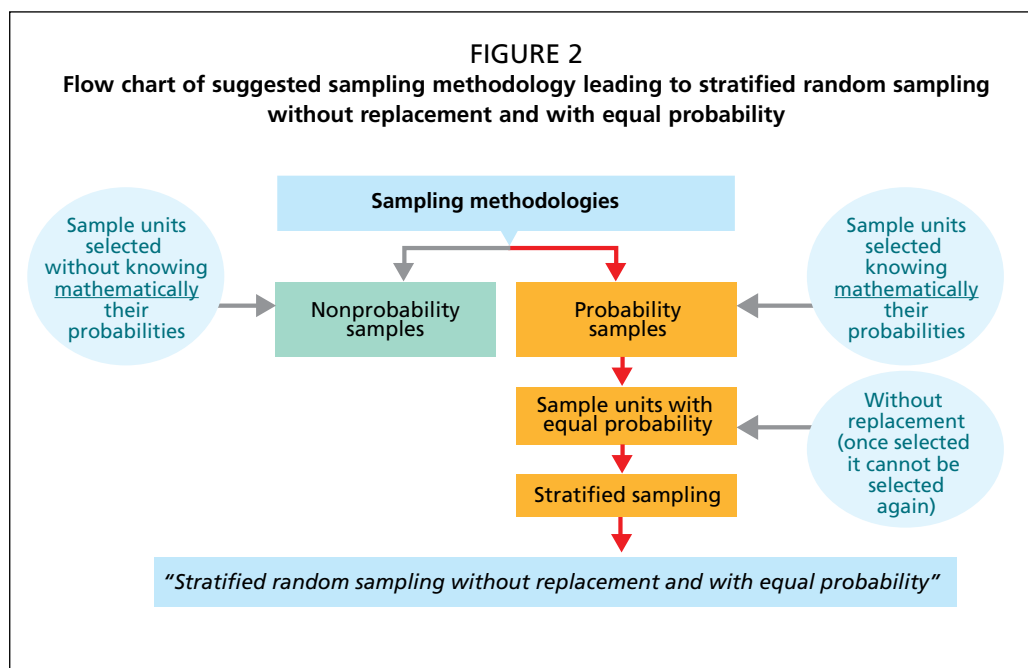 FIGURE 2
Flow chart of suggested sampling methodology leading to stratified random sampling
without replacement and with equal probability
Sampling methodologies
Sample units
selected
without knowing
mathematically
their
probabilities
Nonprobability
samples
Probability
samples
Sample units
selected
knowing
mathematically
their
probabilities
Sample units with
equal probability
Without
replacement
(once selected
it cannot be
selected
again)
Stratified sampling
“Stratified random sampling without replacement and with equal probability”